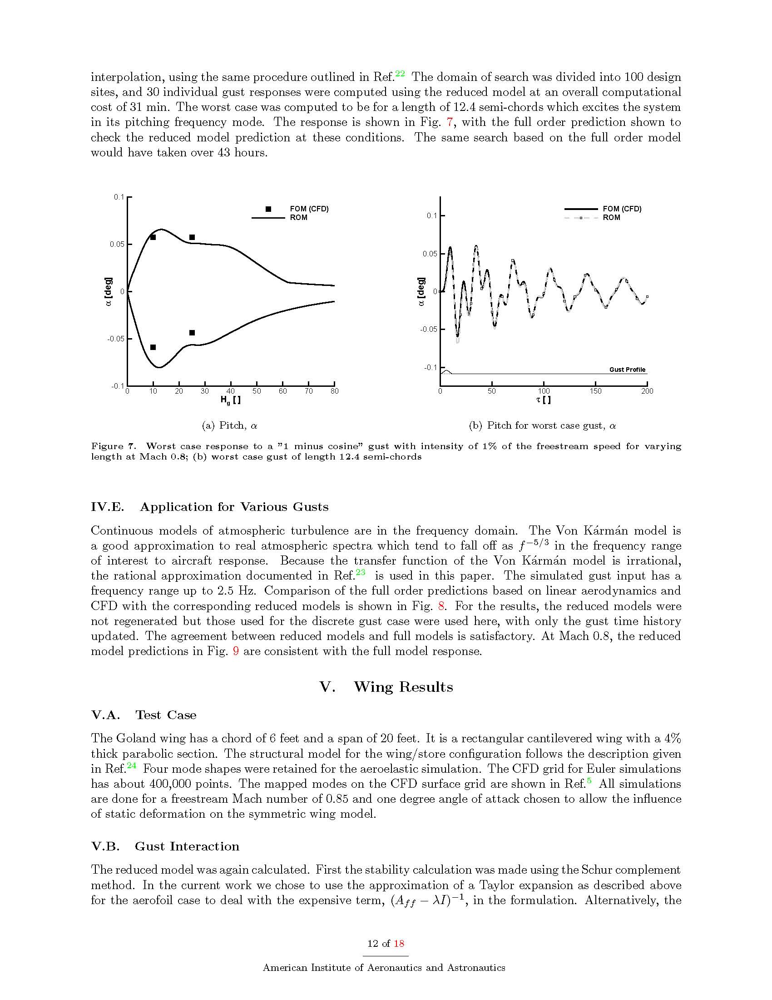 interpolation, using the same procedure outlined in Ref.22 The domain of search was divided into 100 design
sites, and 30 individual gust responses were computed using the reduced model at an overall computational
cost of 31 min. The worst case was computed to be for a length of 12.4 semi-chords which excites the system
in its pitching frequency mode. The response is shown in Fig. 7, with the full order prediction shown to
check the reduced model prediction at these conditions. The same search based on the full order model
would have taken over 43 hours.
0.1
0.05
0
-0.05
-0.1
α [deg]
FOM (CFD)
ROM
0 10 20 30 40 50 60 70 80
Hg []
(a) Pitch, α
0.1
0.05
0
-0.05
-0.1
α [deg]
FOM (CFD)
ROM
Gust Profile
0 50 100 150 200
τ []
(b) Pitch for worst case gust, α
Figure 7. Worst case response to a ”1 minus cosine” gust with intensity of 1% of the freestream speed for varying
length at Mach 0.8; (b) worst case gust of length 12.4 semi-chords
IV.E. Application for Various Gusts
Continuous models of atmospheric turbulence are in the frequency domain. The Von Kármán model is
a good approximation to real atmospheric spectra which tend to fall off as f−5/3 in the frequency range
of interest to aircraft response. Because the transfer function of the Von Kármán model is irrational,
the rational approximation documented in Ref.23 is used in this paper. The simulated gust input has a
frequency range up to 2.5 Hz. Comparison of the full order predictions based on linear aerodynamics and
CFD with the corresponding reduced models is shown in Fig. 8. For the results, the reduced models were
not regenerated but those used for the discrete gust case were used here, with only the gust time history
updated. The agreement between reduced models and full models is satisfactory. At Mach 0.8, the reduced
model predictions in Fig. 9 are consistent with the full model response.
V. Wing Results
V.A. Test Case
The Goland wing has a chord of 6 feet and a span of 20 feet. It is a rectangular cantilevered wing with a 4%
thick parabolic section. The structural model for the wing/store configuration follows the description given
in Ref.24 Four mode shapes were retained for the aeroelastic simulation. The CFD grid for Euler simulations
has about 400,000 points. The mapped modes on the CFD surface grid are shown in Ref.5 All simulations
are done for a freestream Mach number of 0.85 and one degree angle of attack chosen to allow the influence
of static deformation on the symmetric wing model.
V.B. Gust Interaction
The reduced model was again calculated. First the stability calculation was made using the Schur complement
method. In the current work we chose to use the approximation of a Taylor expansion as described above
for the aerofoil case to deal with the expensive term, (Aff − λI)−1, in the formulation. Alternatively, the
12 of 18
American Institute of Aeronautics and Astronautics